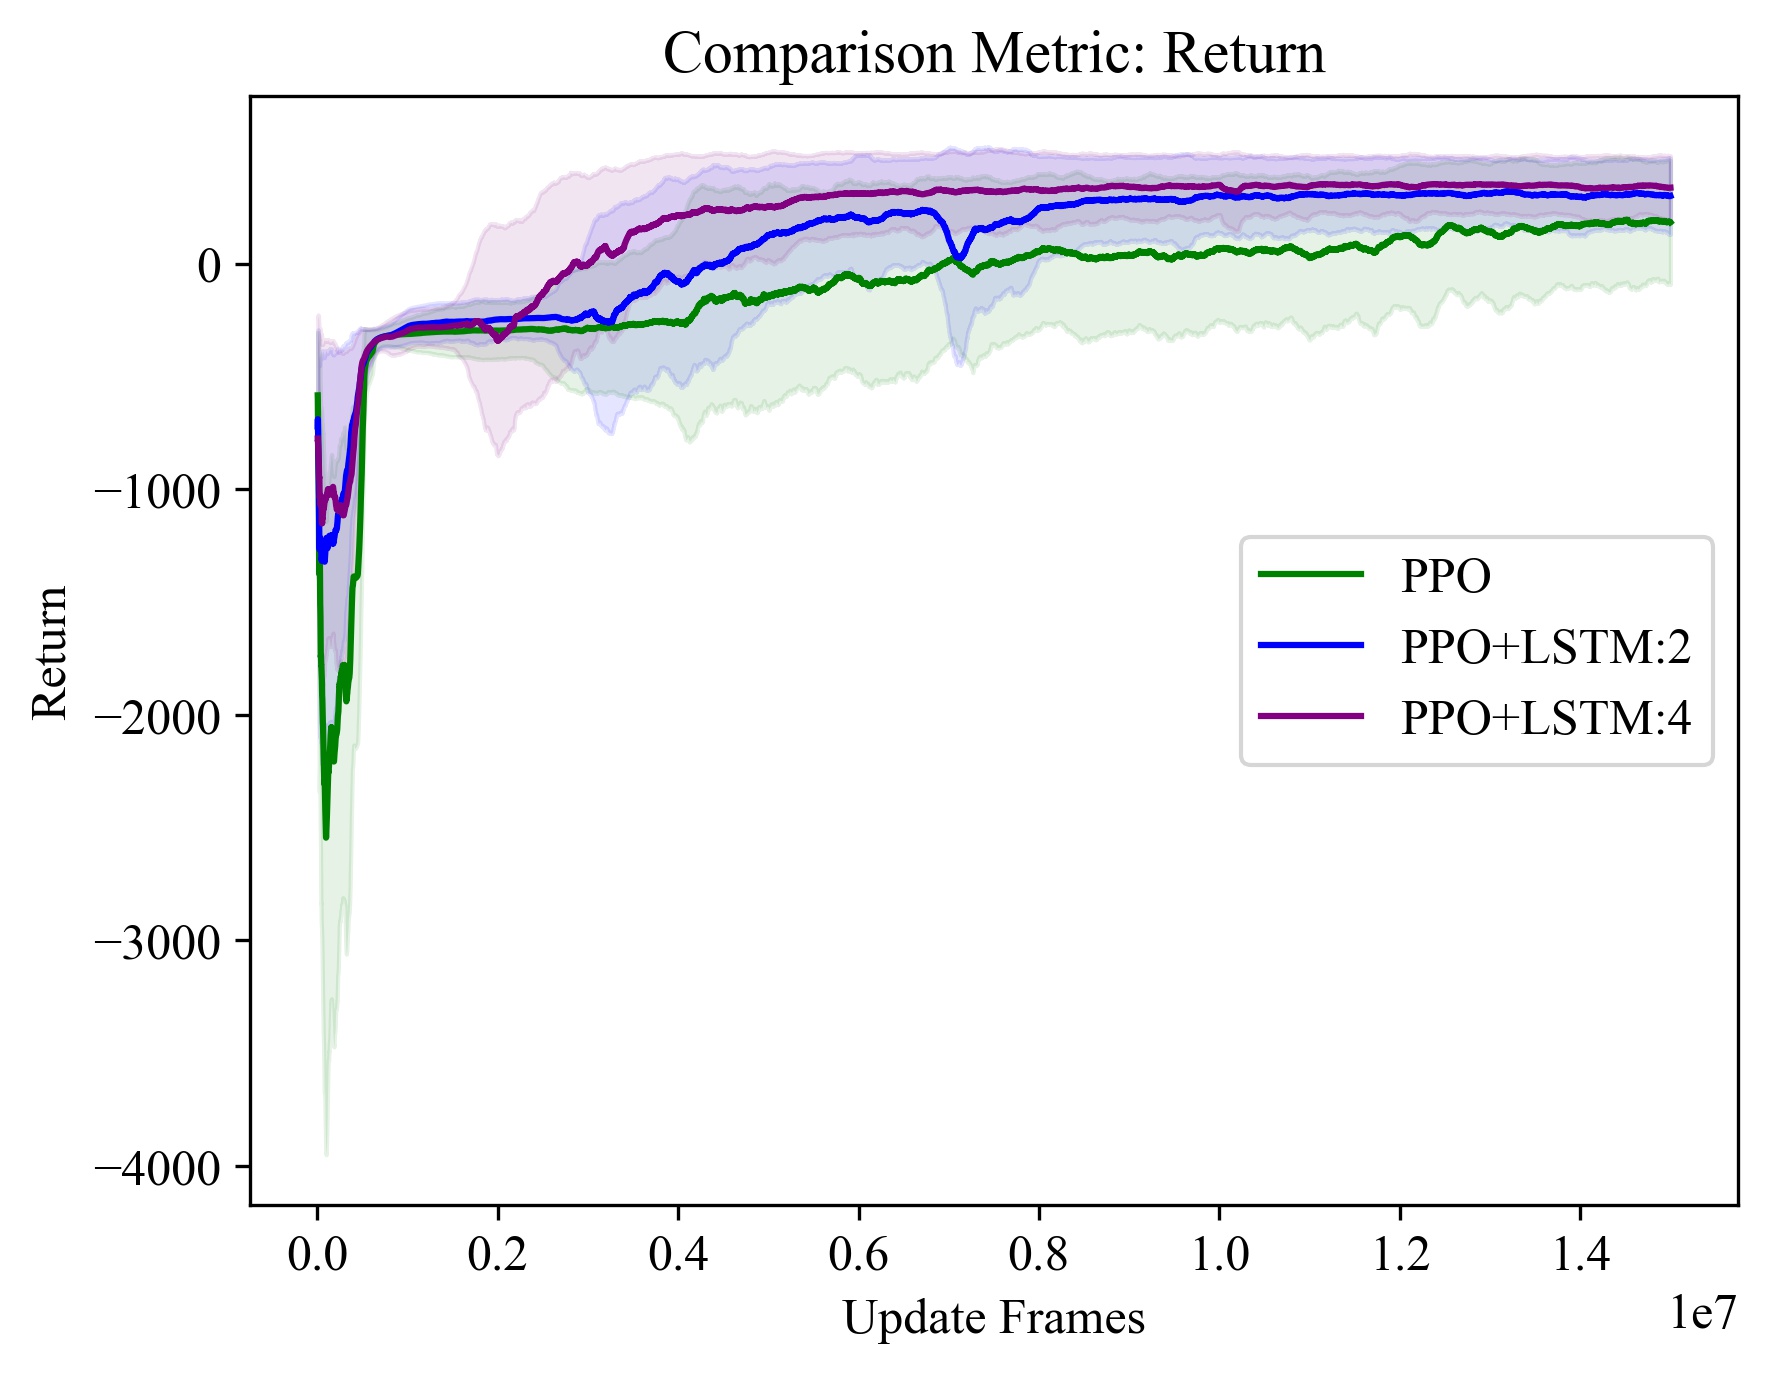 Comparison Metric: Return
Return
0
−1000
−2000
−3000
−4000
PPO
PPO+LSTM:2
PPO+LSTM:4
0.0 0.2 0.4 0.6 0.8 1.0 1.2 1.4
1e7
Update Frames